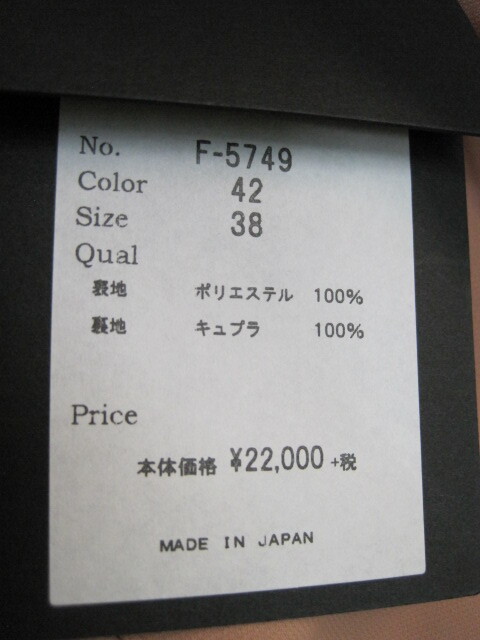 No. F-5749
Color 42
Size 38
Qual
表地 ポリエステル 100%
裏地 キュプラ 100%
Price
本体価格 ¥22,000 +税
MADE IN JAPAN